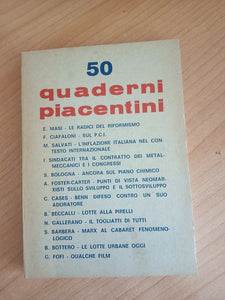 50
quaderni
piacentini
E. MASI - LE RADICI DEL RIFORMISMO
F. CIAFALONI - SUL P.C.I.
M. SALVATI - L'INFLAZIONE ITALIANA NEL CON-
TESTO INTERNAZIONALE
I SINDACATI TRA IL CONTRATTO DEI METAL-
MECCANICI E I CONGRESSI
S. BOLOGNA - ANCORA SUL PIANO CHIMICO
A. FOSTER-CARTER - PUNTI DI VISTA NEOMAR-
XISTI SULLO SVILUPPO E IL SOTTOSVILUPPO
C. CASES - BENN DIFESO CONTRO UN SUO
ADORATORE
B. BECCALLI - LOTTE ALLA PIRELLI
N. GALLERANO - IL TOGLIATTI DI TUTTI
S. BARBERA - MARX AL CABARET FENOMENO-
LOGICO
B. BOTTERO - LE LOTTE URBANE OGGI
G. FOFI - QUALCHE FILM